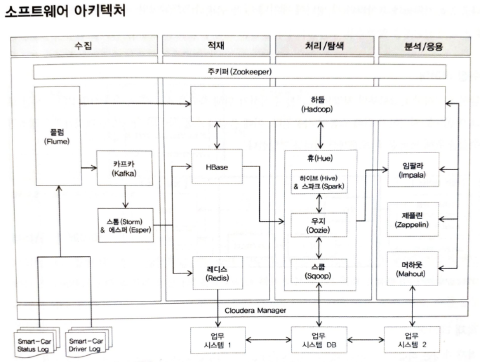 소프트웨어 아키텍처
수집
적재
처리/탐색
분석/응용
주키퍼(Zookeeper)
플럼
(Flume)
하둡
(Hadoop)
카프카
(Kafka)
스톰(Storm)
& 에스퍼(Esper)
HBase
레디스
(Redis)
휴(Hue)
하이브(Hive)
& 스파크(Spark)
우지
(Oozie)
스쿱
(Sqoop)
임팔라
(Impala)
제플린
(Zeppelin)
머하웃
(Mahout)
Cloudera Manager
Smart-Car
Status Log
Smart-Car
Driver Log
업무
시스템 1
업무
시스템 DB
업무
시스템 2